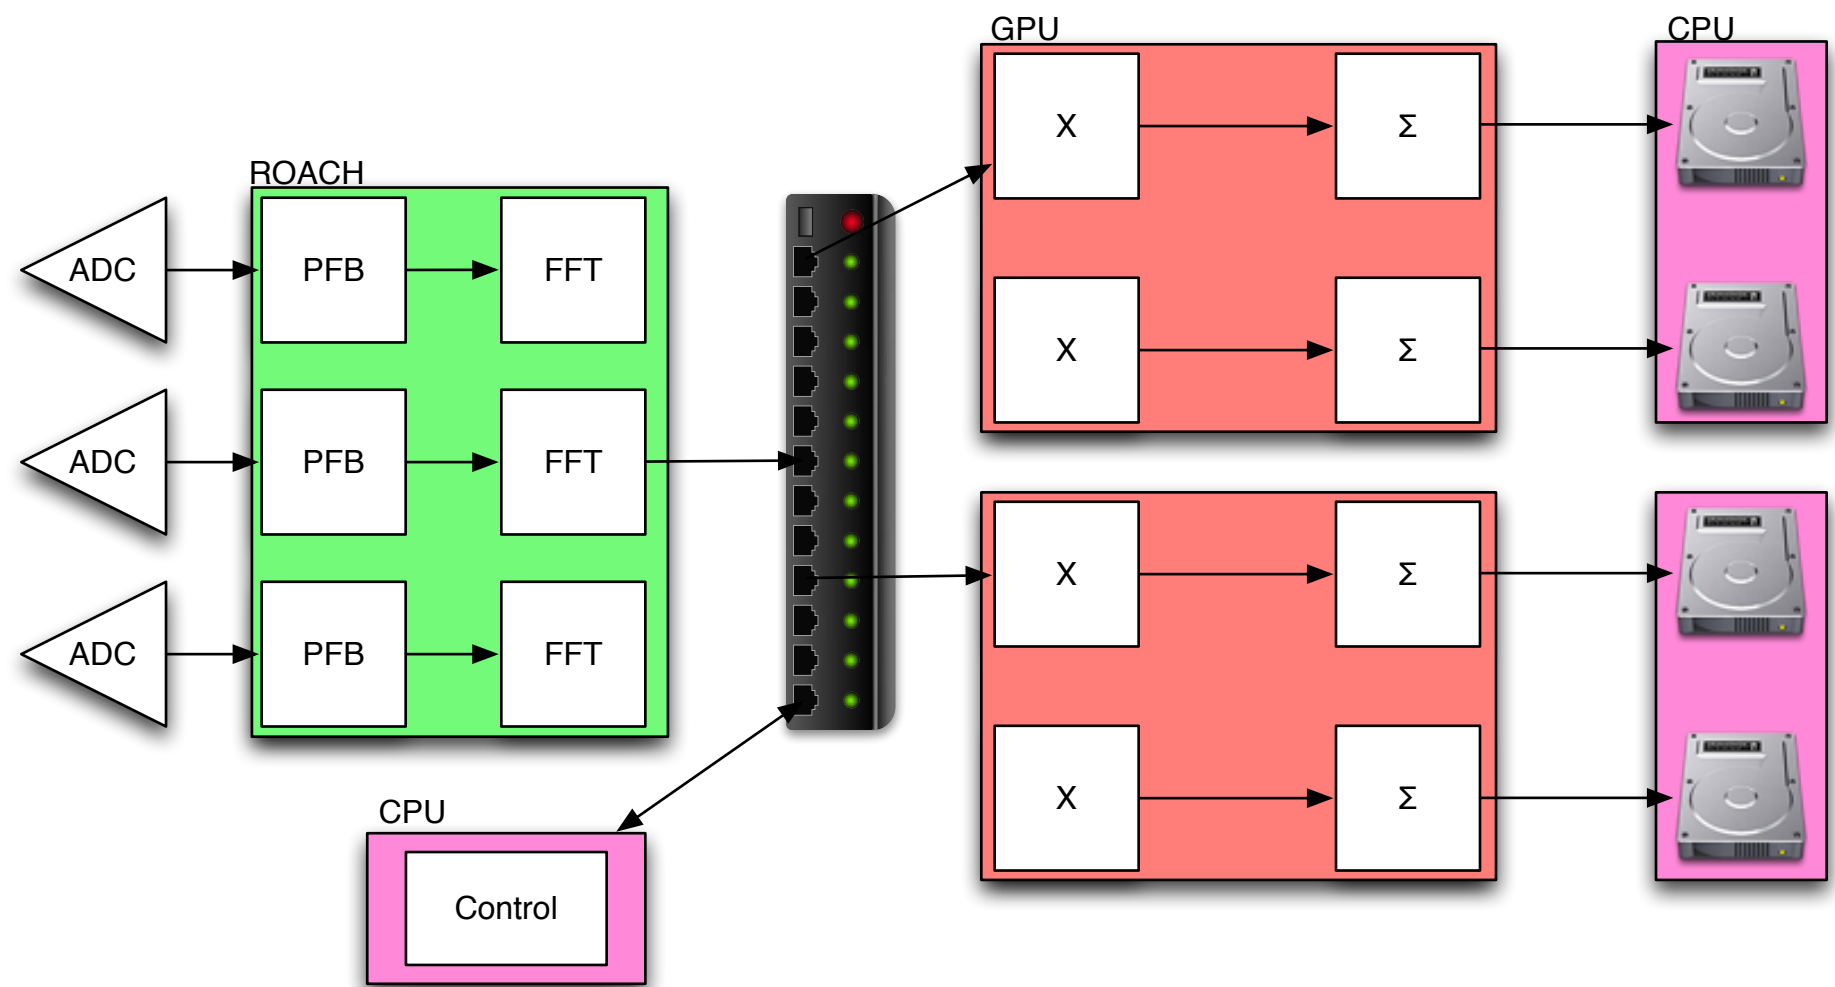 GPU
CPU
X
Σ
ROACH
ADC
PFB
FFT
X
Σ
ADC
PFB
FFT
X
Σ
ADC
PFB
FFT
X
Σ
CPU
Control